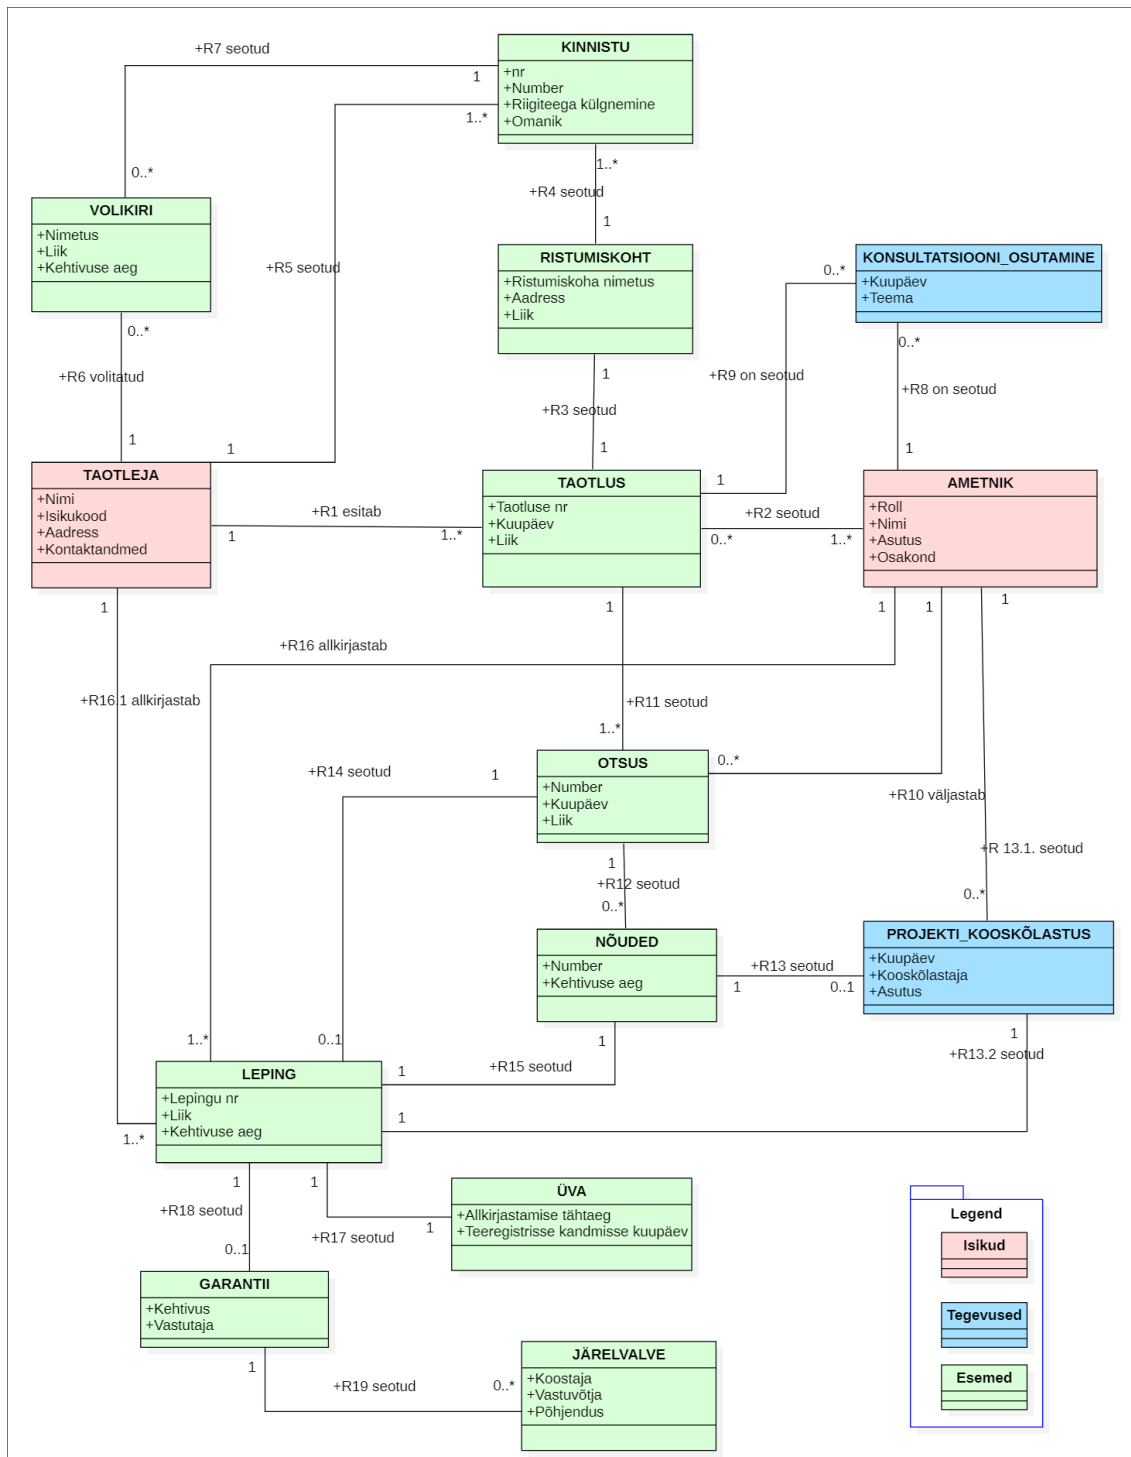 KINNISTU
+nr
+Number
+Riigiteega külgnemine
+Omanik
+R7 seotud
1
1..*
0..*
1..*
+R4 seotud
1
VOLIKIRI
+Nimetus
+Liik
+Kehtivuse aeg
+R5 seotud
RISTUMISKOHT
+Ristumiskoha nimetus
+Aadress
+Liik
KONSULTATSIOONI_OSUTAMINE
+Kuupäev
+Teema
0..*
0..*
0..*
+R6 volitatud
1
1
1
+R3 seotud
1
+R9 on seotud
1
+R8 on seotud
1
TAOTLEJA
+Nimi
+Isikukood
+Aadress
+Kontaktandmed
+R1 esitab
1
1..*
TAOTLUS
+Taotluse nr
+Kuupäev
+Liik
+R2 seotud
0..*
1..*
AMETNIK
+Roll
+Nimi
+Asutus
+Osakond
1
1
1
1
1
+R16 allkirjastab
+R16.1 allkirjastab
+R11 seotud
1..*
+R14 seotud
1
OTSUS
+Number
+Kuupäev
+Liik
0..*
+R10 väljastab
+R 13.1. seotud
1
+R12 seotud
0..*
0..*
NÕUDED
+Number
+Kehtivuse aeg
+R13 seotud
1
0..1
PROJEKTI_KOOSKÕLASTUS
+Kuupäev
+Kooskõlastaja
+Asutus
1..*
0..1
1
1
+R13.2 seotud
LEPING
+Lepingu nr
+Liik
+Kehtivuse aeg
1
+R15 seotud
1
1..*
1
1
+R18 seotud
0..1
+R17 seotud
1
ÜVA
+Allkirjastamise tähtaeg
+Teeregistrisse kandmisse kuupäev
GARANTII
+Kehtivus
+Vastutaja
1
+R19 seotud
0..*
JÄRELVALVE
+Koostaja
+Vastuvõtja
+Põhjendus
Legend
Isikud
Tegevused
Esemed